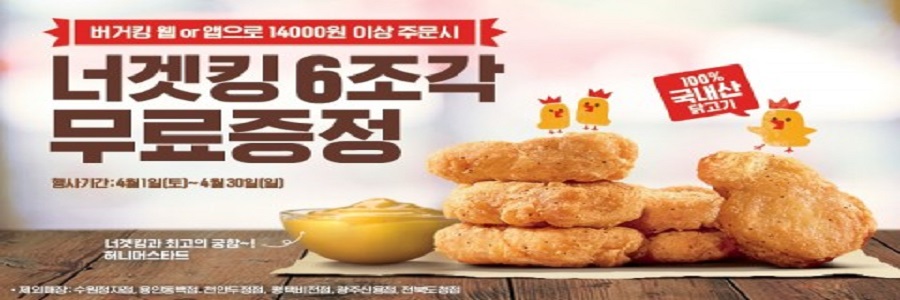 버거킹 웹 or 앱으로 14000원 이상 주문시
너겟킹 6조각
무료증정
행사기간:4월1일(토)~4월30일(일)
100%
국내산
닭고기
너겟킹과 최고의 궁합~!
허니머스타드
• 제외매장: 수원정자점, 용인동백점, 천안두정점, 평택비전점, 광주신용점, 전북도청점